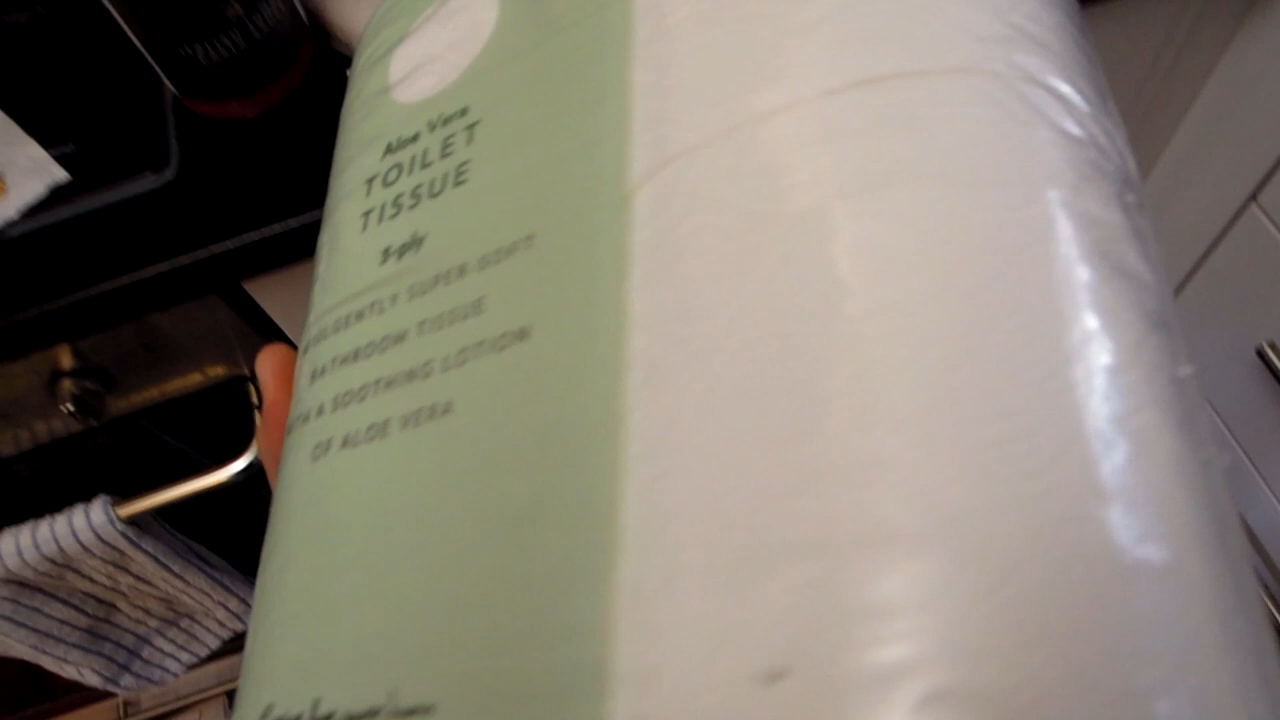 Aloe Vera
TOILET
TISSUE
3-ply
INDULGENTLY SUPER-SOFT
BATHROOM TISSUE
WITH A SOOTHING LOTION
OF ALOE VERA